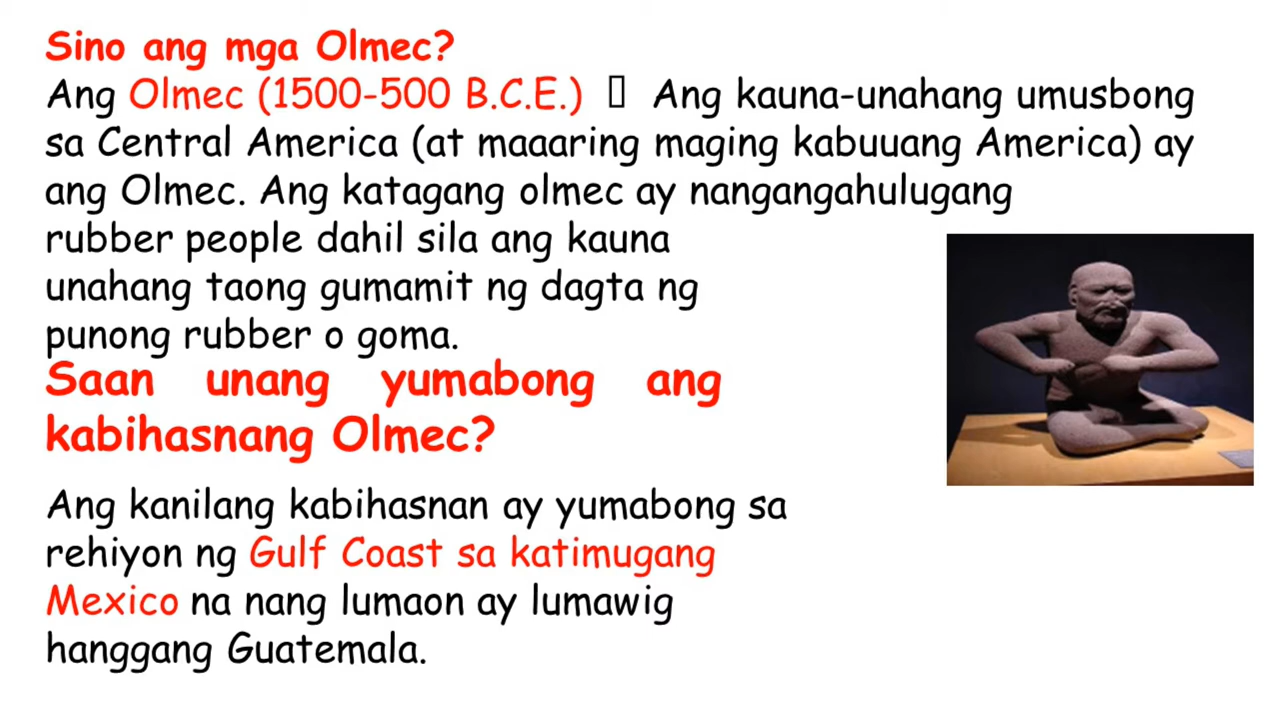 Sino ang mga Olmec?
Ang Olmec (1500-500 B.C.E.) ▯ Ang kauna-unahang umusbong
sa Central America (at maaaring maging kabuuang America) ay
ang Olmec. Ang katagang olmec ay nangangahulugang
rubber people dahil sila ang kauna
unahang taong gumamit ng dagta ng
punong rubber o goma.
Saan unang yumabong ang
kabihasnang Olmec?
Ang kanilang kabihasnan ay yumabong sa
rehiyon ng Gulf Coast sa katimugang
Mexico na nang lumaon ay lumawig
hanggang Guatemala.